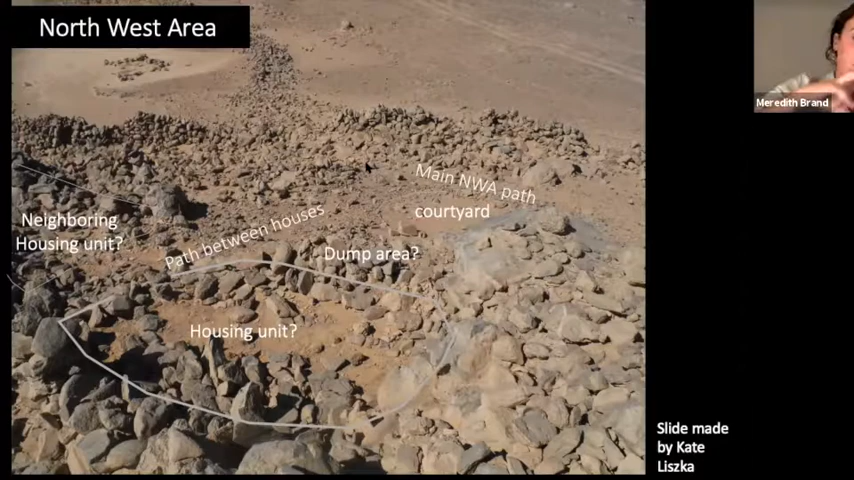 North West Area
Meredith Brand
Main NWA path
courtyard
Neighboring
Housing unit?
Path between houses
Dump area?
Housing unit?
Slide made
by Kate
Liszka